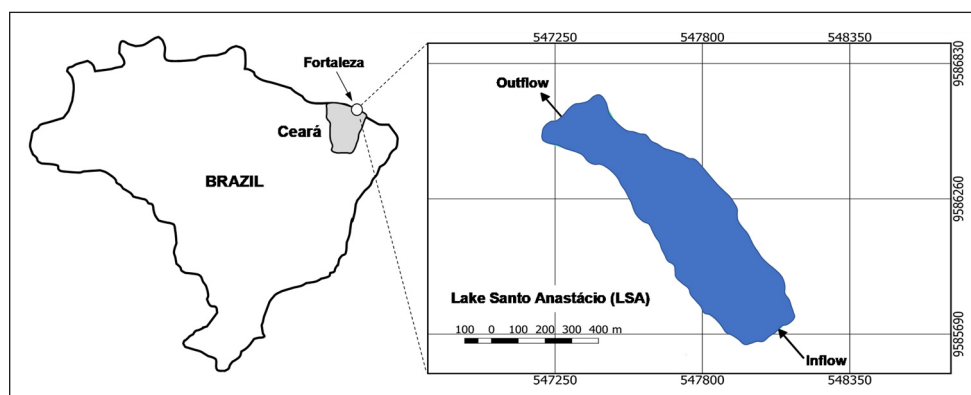 Fortaleza
Ceará
BRAZIL
547250 547800 548350
9586830
Outflow
9586260
Lake Santo Anastácio (LSA)
100 0 100 200 300 400 m
9585690
Inflow
547250 547800 548350